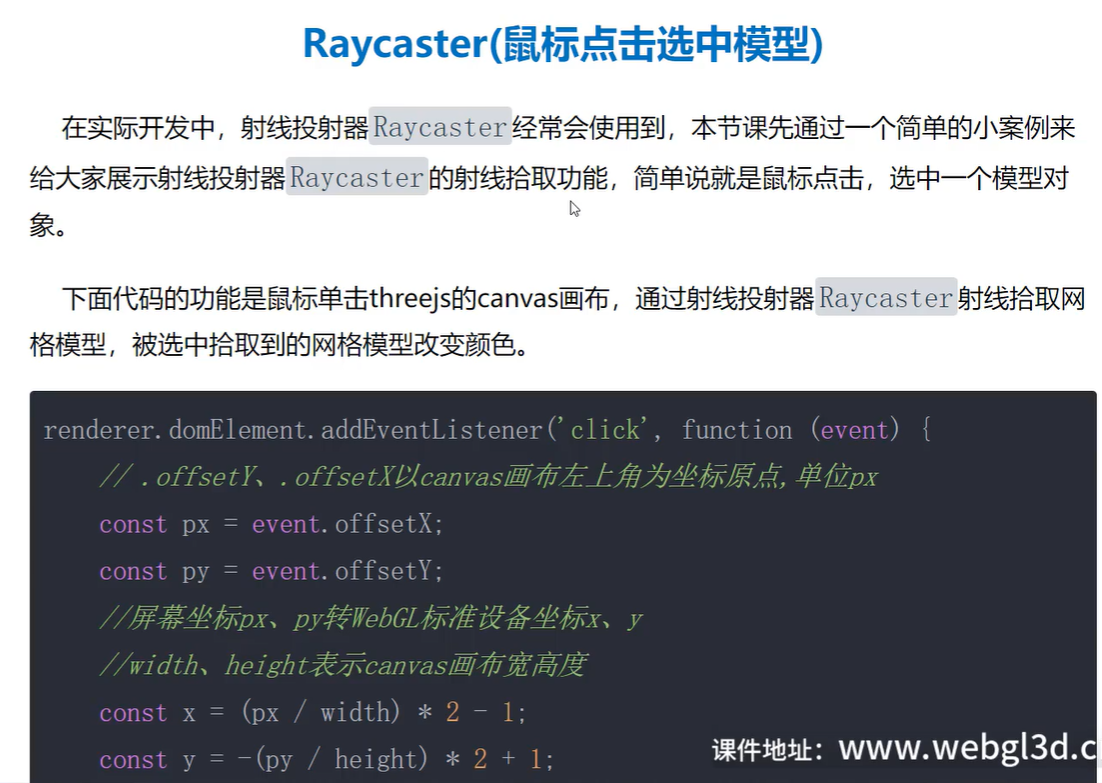 Raycaster(鼠标点击选中模型)
在实际开发中，射线投射器Raycaster经常会使用到，本节课先通过一个简单的小案例来
给大家展示射线投射器Raycaster的射线拾取功能，简单说就是鼠标点击，选中一个模型对
象。
下面代码的功能是鼠标单击threejs的canvas画布，通过射线投射器Raycaster射线拾取网
格模型，被选中拾取到的网格模型改变颜色。
renderer.domElement.addEventListener('click', function (event) {
// .offsetY、.offsetX以canvas画布左上角为坐标原点,单位px
const px = event.offsetX;
const py = event.offsetY;
//屏幕坐标px、py转WebGL标准设备坐标x、y
//width、height表示canvas画布宽高度
const x = (px / width) * 2 - 1;
const y = -(py / height) * 2 + 1;
课件地址：www.webgl3d.c